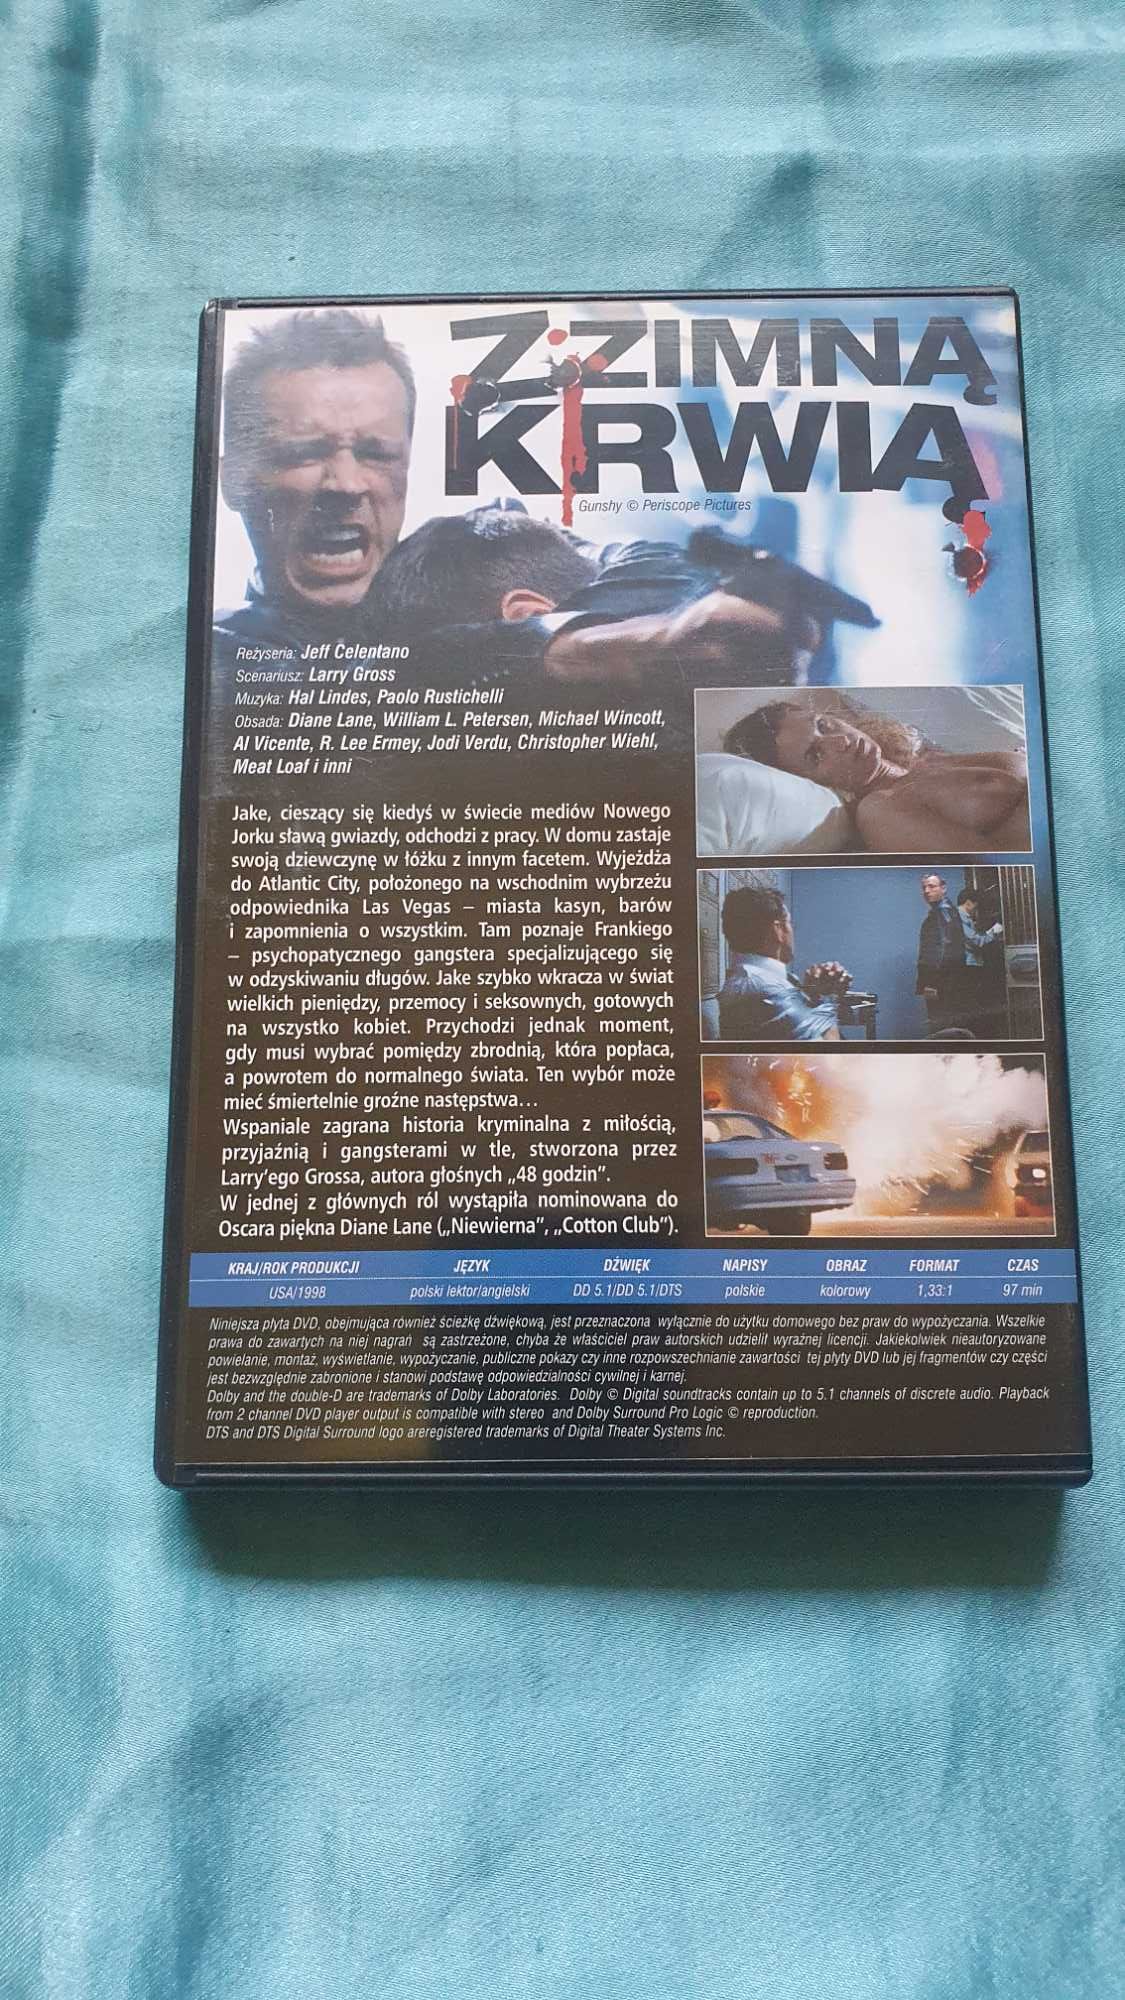 Z ZIMNĄ
KRWIĄ
Gunshy © Periscope Pictures
Reżyseria: Jeff Celentano
Scenariusz: Larry Gross
Muzyka: Hal Lindes, Paolo Rustichelli
Obsada: Diane Lane, William L. Petersen, Michael Wincott,
Al Vicente, R. Lee Ermey, Jodi Verdu, Christopher Wiehl,
Meat Loaf i inni
Jake, cieszący się kiedyś w świecie mediów Nowego
Jorku sławą gwiazdy, odchodzi z pracy. W domu zastaje
swoją dziewczynę w łóżku z innym facetem. Wyjeżdża
do Atlantic City, położonego na wschodnim wybrzeżu
odpowiednika Las Vegas – miasta kasyn, barów
i zapomnienia o wszystkim. Tam poznaje Frankiego
– psychopatycznego gangstera specjalizującego się
w odzyskiwaniu długów. Jake szybko wkracza w świat
wielkich pieniędzy, przemocy i seksownych, gotowych
na wszystko kobiet. Przychodzi jednak moment,
gdy musi wybrać pomiędzy zbrodnią, która popłaca,
a powrotem do normalnego świata. Ten wybór może
mieć śmiertelnie groźne następstwa...
Wspaniale zagrana historia kryminalna z miłością,
przyjaźnią i gangsterami w tle, stworzona przez
Larry'ego Grossa, autora głośnych „48 godzin".
W jednej z głównych ról wystąpiła nominowana do
Oscara piękna Diane Lane („Niewierna", „Cotton Club").
KRAJ/ROK PRODUKCJI JĘZYK DŹWIĘK NAPISY OBRAZ FORMAT CZAS
USA/1998 polski lektor/angielski DD 5.1/DD 5.1/DTS polskie kolorowy 1,33:1 97 min
Niniejsza płyta DVD, obejmująca również ścieżkę dźwiękową, jest przeznaczona wyłącznie do użytku domowego bez praw do wypożyczania. Wszelkie
prawa do zawartych na niej nagrań są zastrzeżone, chyba że właściciel praw autorskich udzielił wyraźnej licencji. Jakiekolwiek nieautoryzowane
powielanie, montaż, wyświetlanie, wypożyczanie, publiczne pokazy czy inne rozpowszechnianie zawartości tej płyty DVD lub jej fragmentów czy części
jest bezwzględnie zabronione i stanowi podstawę odpowiedzialności cywilnej i karnej.
Dolby and the double-D are trademarks of Dolby Laboratories. Dolby © Digital soundtracks contain up to 5.1 channels of discrete audio. Playback
from 2 channel DVD player output is compatible with stereo and Dolby Surround Pro Logic © reproduction.
DTS and DTS Digital Surround logo areregistered trademarks of Digital Theater Systems Inc.